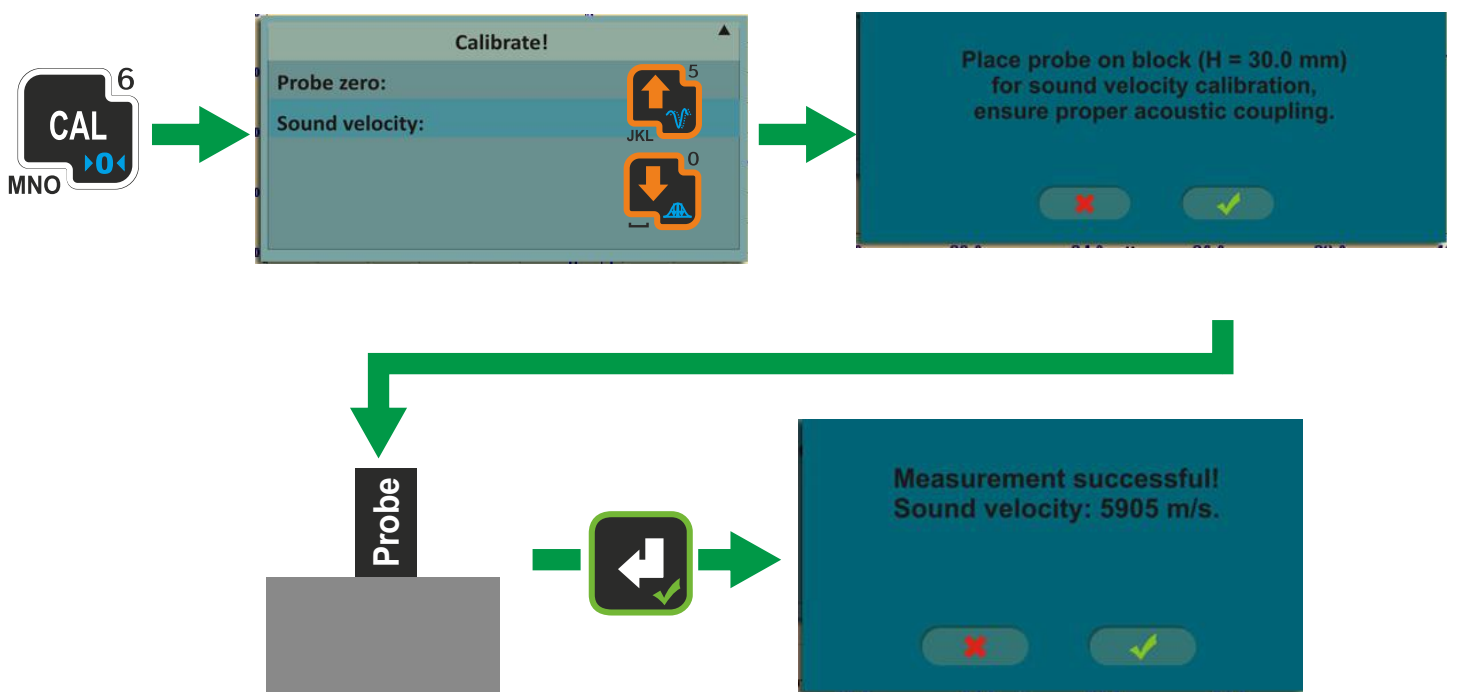 6
CAL
0
MNO
Calibrate!
Probe zero:
5
Sound velocity:
JKL
0
Place probe on block (H = 30.0 mm)
for sound velocity calibration,
ensure proper acoustic coupling.
Probe
Measurement successful!
Sound velocity: 5905 m/s.